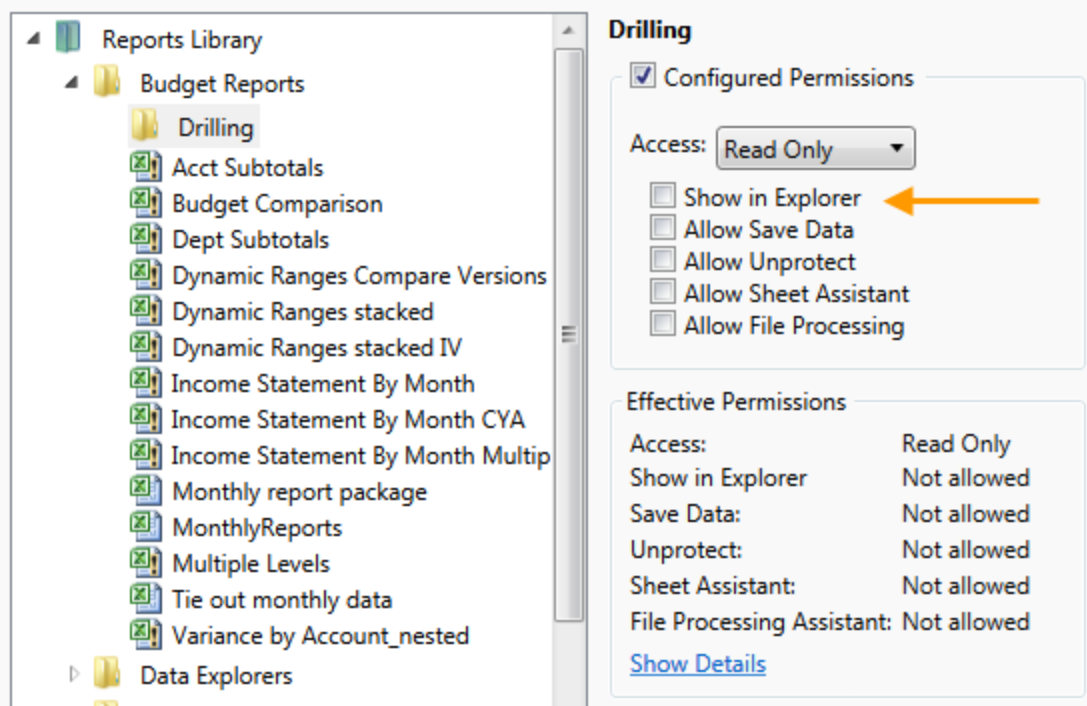 Reports Library
Budget Reports
Drilling
Acct Subtotals
Budget Comparison
Dept Subtotals
Dynamic Ranges Compare Versions
Dynamic Ranges stacked
Dynamic Ranges stacked IV
Income Statement By Month
Income Statement By Month CYA
Income Statement By Month Multip
Monthly report package
MonthlyReports
Multiple Levels
Tie out monthly data
Variance by Account_nested
Data Explorers
Drilling
Configured Permissions
Access: Read Only
Show in Explorer
Allow Save Data
Allow Unprotect
Allow Sheet Assistant
Allow File Processing
Effective Permissions
Access: Read Only
Show in Explorer Not allowed
Save Data: Not allowed
Unprotect: Not allowed
Sheet Assistant: Not allowed
File Processing Assistant: Not allowed
Show Details